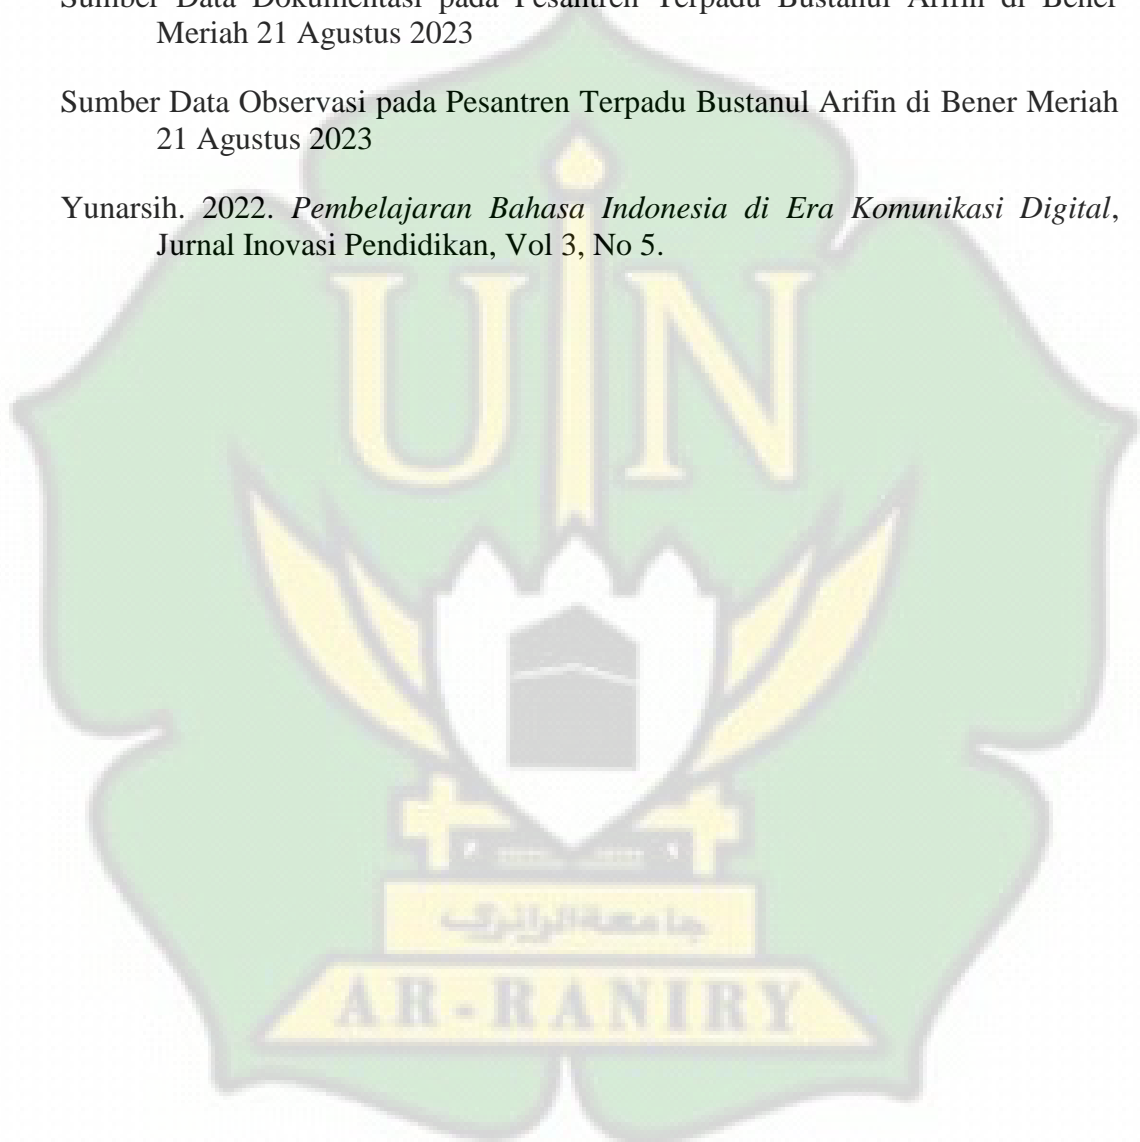 Sumber Data Dokumentasi pada Pesantren Terpadu Bustanul Arifin di Bener
Meriah 21 Agustus 2023
Sumber Data Observasi pada Pesantren Terpadu Bustanul Arifin di Bener Meriah
21 Agustus 2023
Yunarsih. 2022. Pembelajaran Bahasa Indonesia di Era Komunikasi Digital,
Jurnal Inovasi Pendidikan, Vol 3, No 5.
UIN
جامعة الرانري
AR-RANIRY